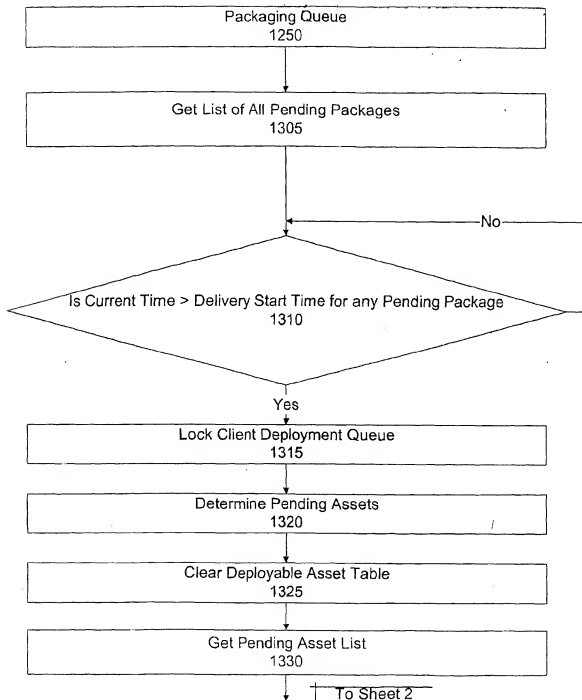 Packaging Queue
1250
Get List of All Pending Packages
1305
No
Is Current Time > Delivery Start Time for any Pending Package
1310
Yes
Lock Client Deployment Queue
1315
Determine Pending Assets
1320
Clear Deployable Asset Table
1325
Get Pending Asset List
1330
To Sheet 2